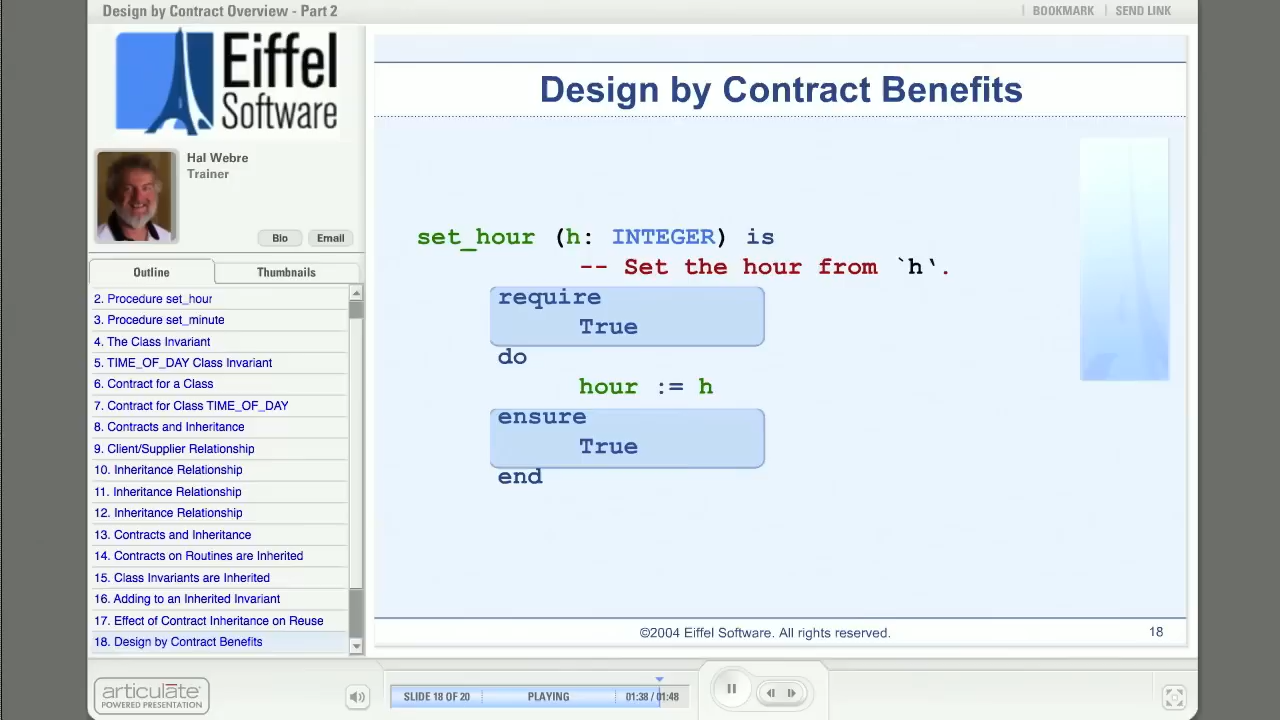 Design by Contract Overview - Part 2
BOOKMARK
SEND LINK
Eiffel
Software
Hal Webre
Trainer
Bio
Email
Outline
Thumbnails
2. Procedure set_hour
3. Procedure set_minute
4. The Class Invariant
5. TIME_OF_DAY Class Invariant
6. Contract for a Class
7. Contract for Class TIME_OF_DAY
8. Contracts and Inheritance
9. Client/Supplier Relationship
10. Inheritance Relationship
11. Inheritance Relationship
12. Inheritance Relationship
13. Contracts and Inheritance
14. Contracts on Routines are Inherited
15. Class Invariants are Inherited
16. Adding to an Inherited Invariant
17. Effect of Contract Inheritance on Reuse
18. Design by Contract Benefits
Design by Contract Benefits
set_hour (h: INTEGER) is
-- Set the hour from `h‘.
require
True
do
hour := h
ensure
True
end
©2004 Eiffel Software. All rights reserved.
18
articulate
POWERED PRESENTATION
SLIDE 18 OF 20
PLAYING
01:38 / 01:48